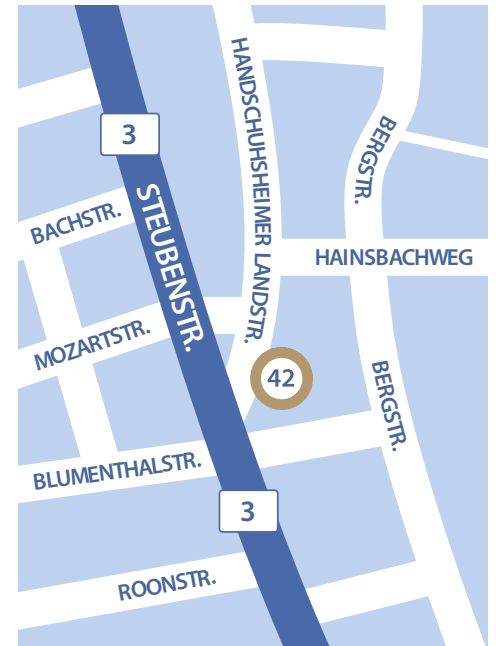 HANDSCHUHSHEIMER LANDSTR.
BERGSTR.
3
STEUBENSTR.
BACHSTR.
HAINSBACHWEG
MOZARTSTR.
42
BERGSTR.
BLUMENTHALSTR.
3
ROONSTR.